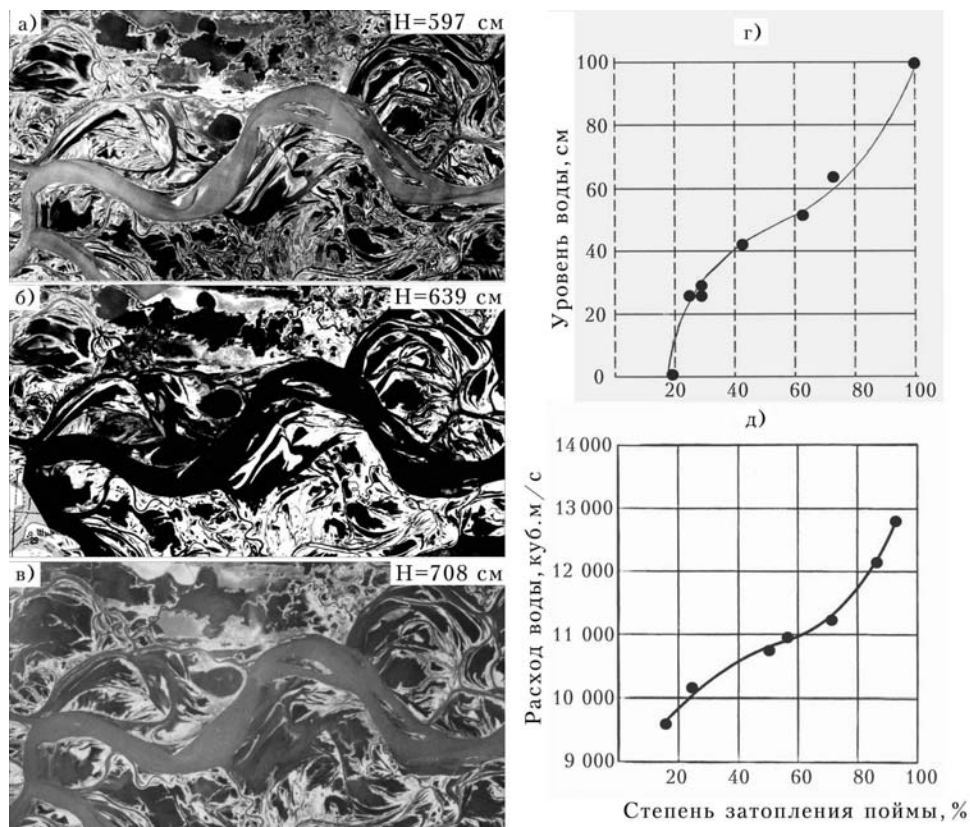 а)
H=597 см
б)
H=639 см
в)
H=708 см
г)
Уровень воды, см
100
80
60
40
20
0
0
20
40
60
80
100
д)
Расход воды, куб.м/с
14 000
13 000
12 000
11 000
10 000
9 000
20
40
60
80
100
Степень затопления поймы, %